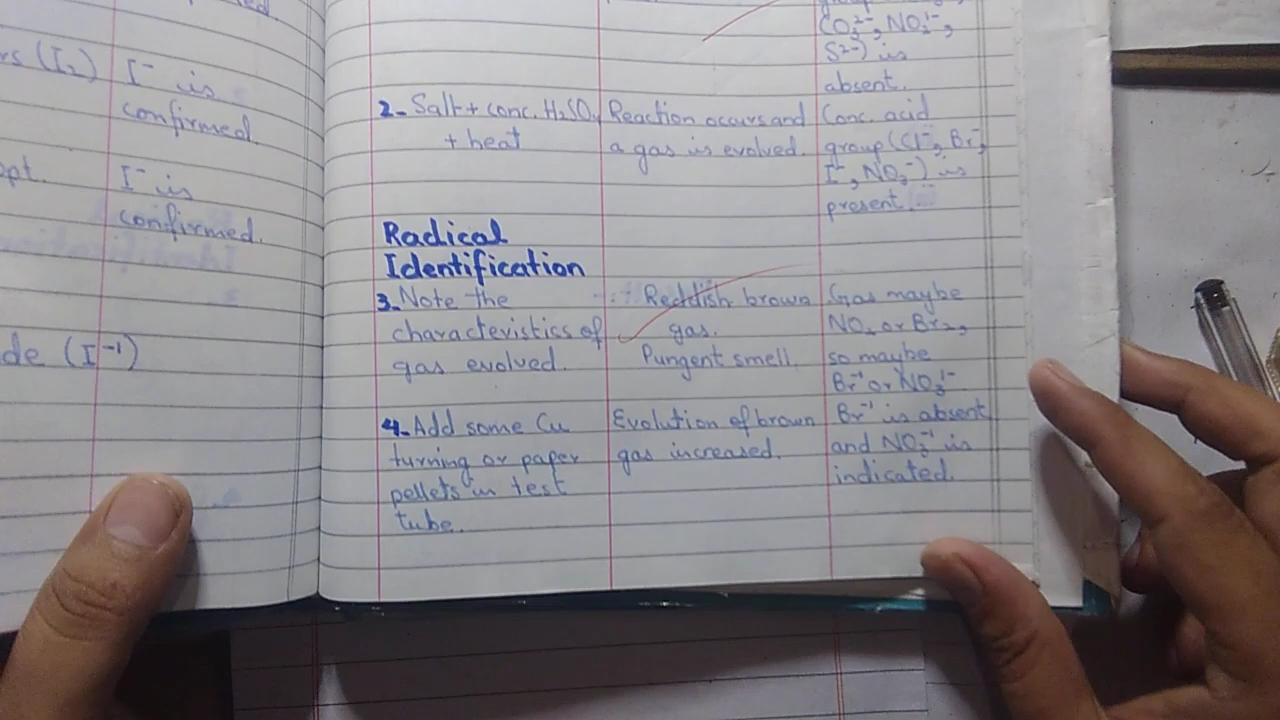 rs (I₂) I⁻ is
confirmed.
ppt. I⁻ is
confirmed.
de (I⁻¹)
CO₃²⁻, NO₂¹⁻,
S²⁻) is
absent.
2- Salt + conc. H₂SO₄ Reaction occurs and Conc. acid
+ heat a gas is evolved. group (Cl⁻, Br⁻,
I⁻, NO₃⁻) is
present.
Radical
Identification
3- Note the Reddish brown Gas maybe
characteristics of gas. NO₂ or Br₂,
gas evolved. Pungent smell. so maybe
Br⁻¹ or NO₃¹⁻
4- Add some Cu Evolution of brown Br⁻¹ is absent
turning or paper gas increased. and NO₃⁻¹ is
pellets in test indicated.
tube.